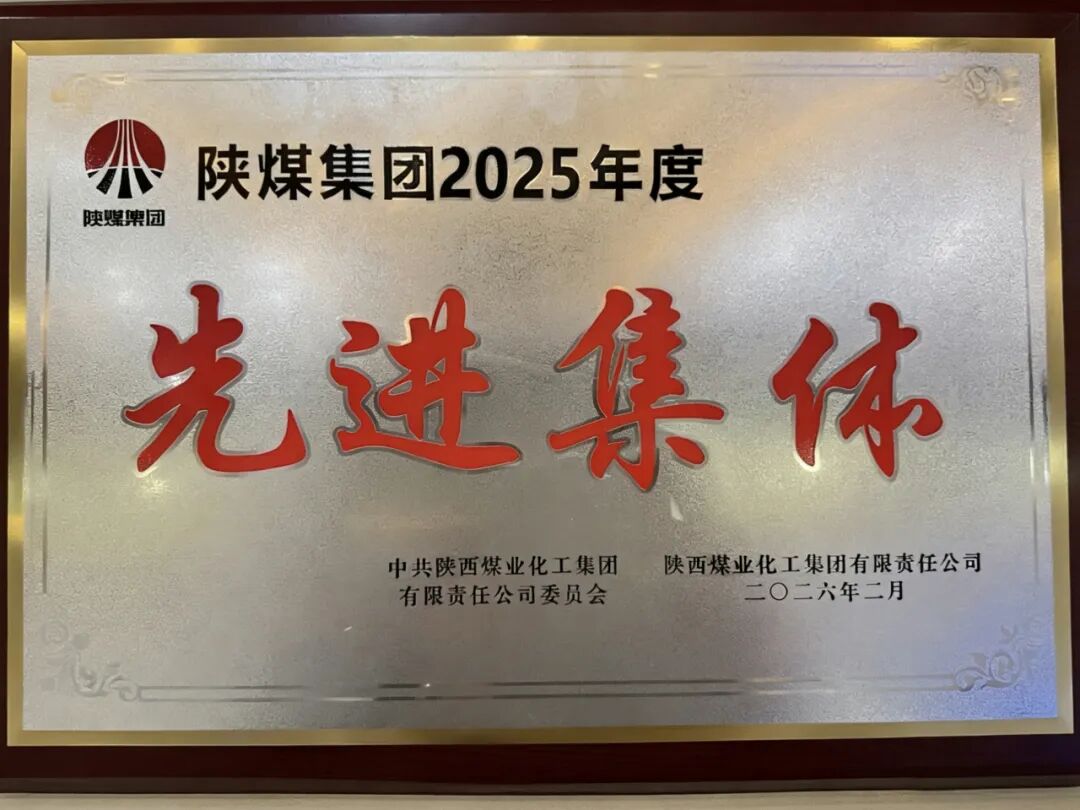 陕煤集团
陕煤集团2025年度
先进集体
中共陕西煤业化工集团
有限责任公司委员会
陕西煤业化工集团有限责任公司
二〇二六年二月